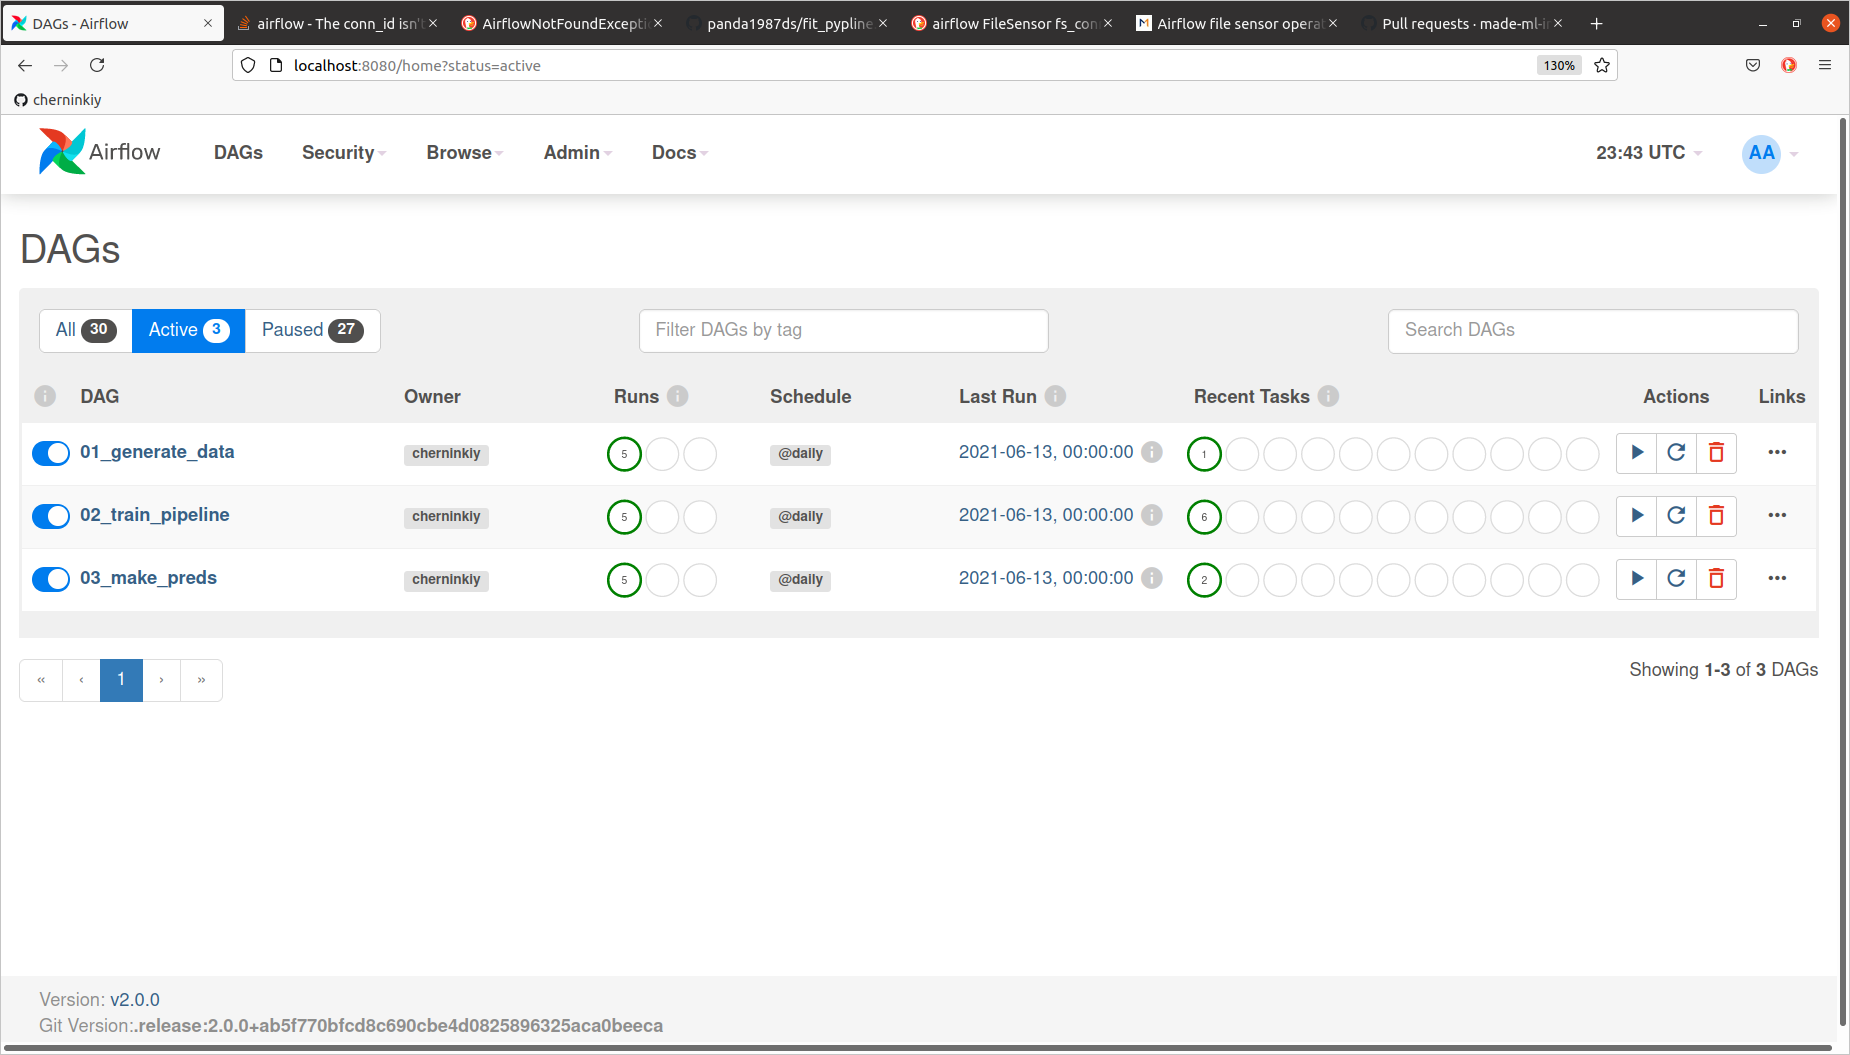 DAGs - Airflow
airflow - The conn_id isn't
AirflowNotFoundExcepti
panda1987ds/fit_pypline
airflow FileSensor fs_con
Airflow file sensor operat
Pull requests · made-ml-i
localhost:8080/home?status=active
130%
cherninkiy
Airflow
DAGs
Security
Browse
Admin
Docs
23:43 UTC
AA
DAGs
All 30
Active 3
Paused 27
Filter DAGs by tag
Search DAGs
DAG Owner Runs Schedule Last Run Recent Tasks Actions Links
01_generate_data cherninkiy 5 @daily 2021-06-13, 00:00:00 1
02_train_pipeline cherninkiy 5 @daily 2021-06-13, 00:00:00 6
03_make_preds cherninkiy 5 @daily 2021-06-13, 00:00:00 2
« ‹ 1 › »
Showing 1-3 of 3 DAGs
Version: v2.0.0
Git Version:.release:2.0.0+ab5f770bfcd8c690cbe4d0825896325aca0beeca